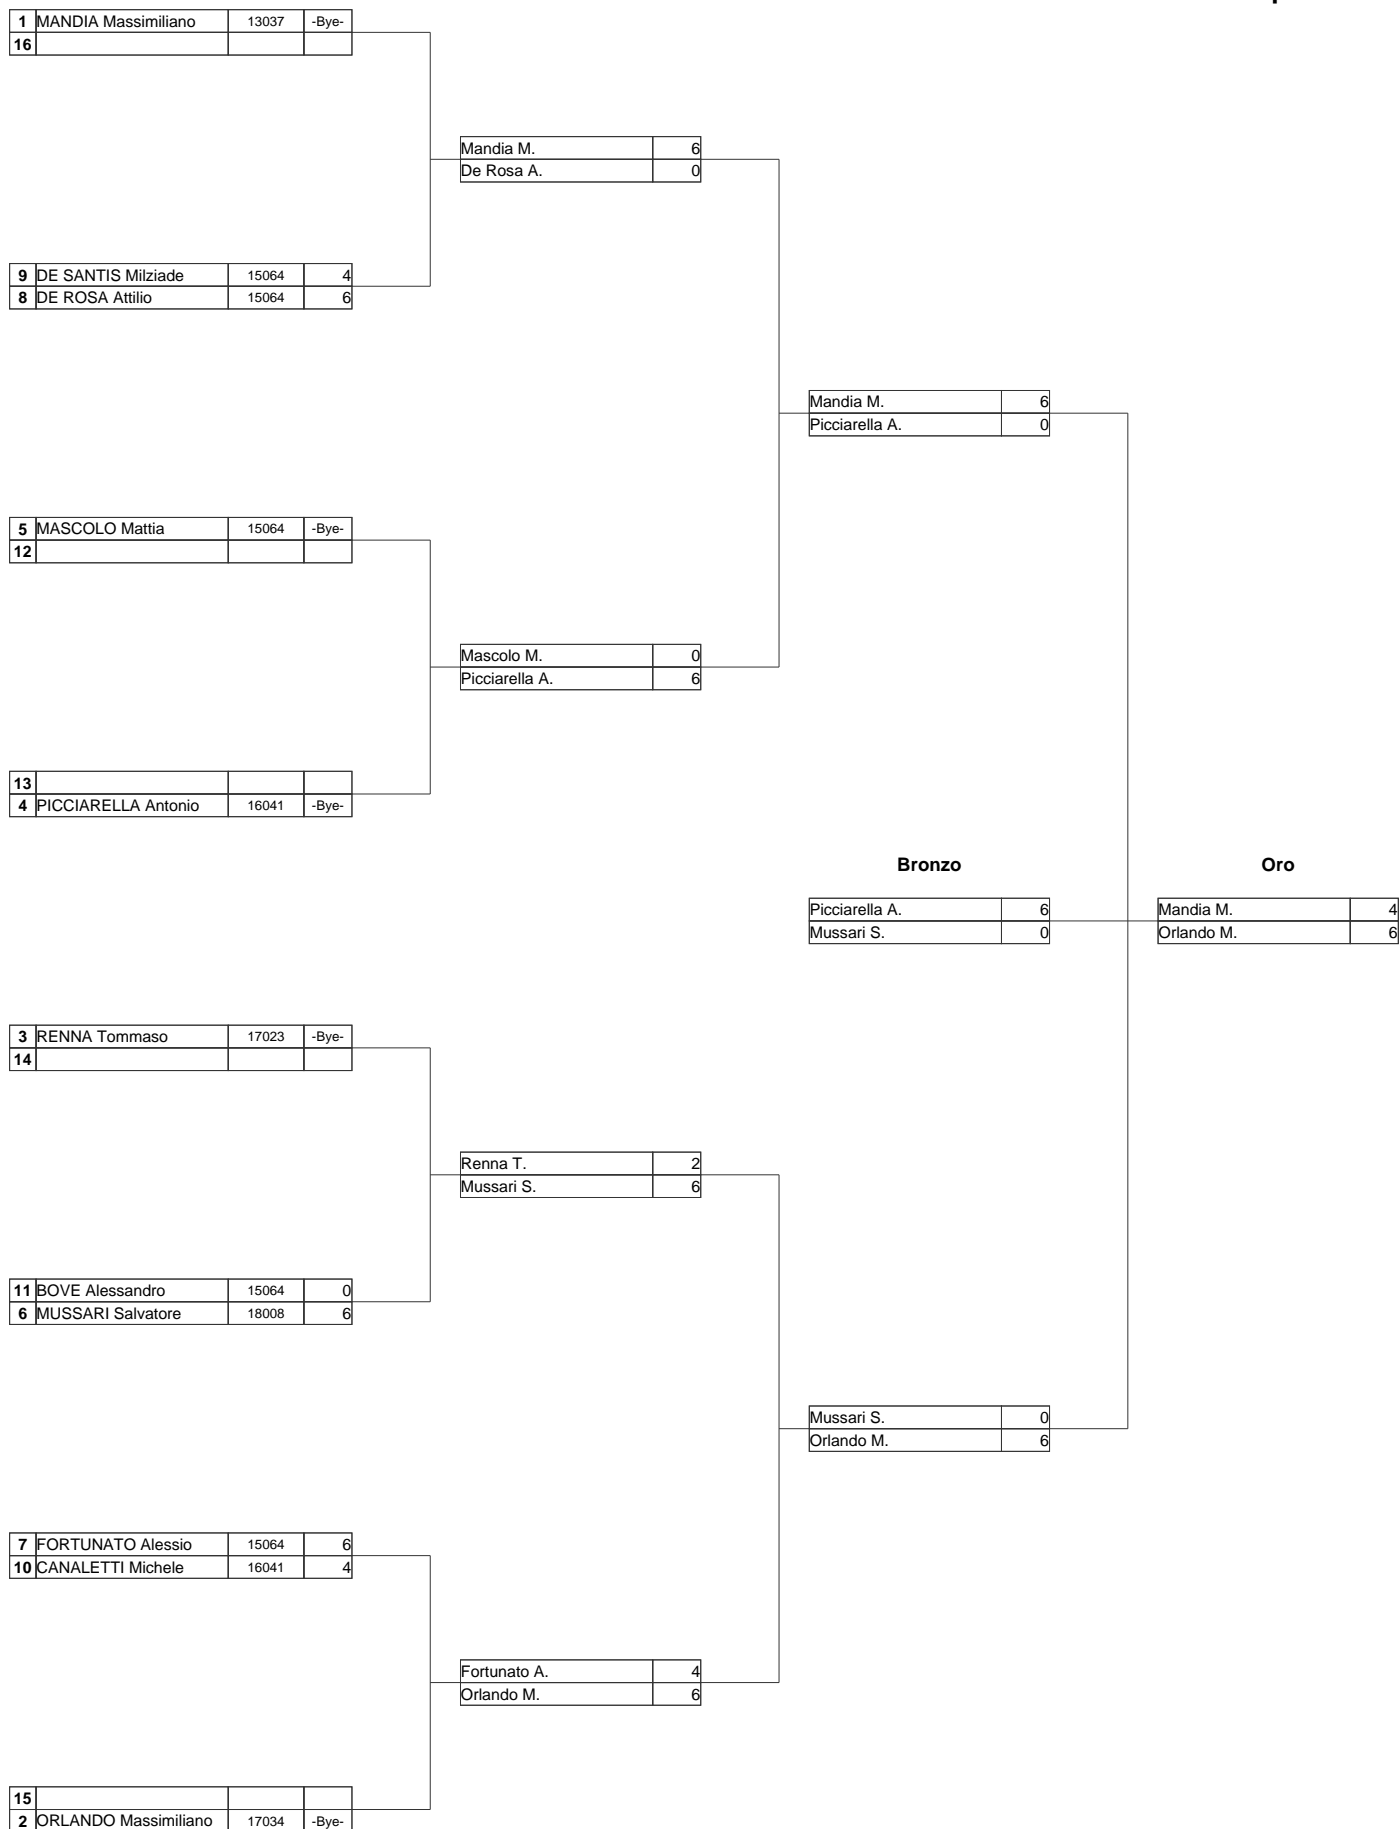 1 MANDIA Massimiliano 13037 -Bye-
16
Mandia M. 6
De Rosa A. 0
9 DE SANTIS Milziade 15064 4
8 DE ROSA Attilio 15064 6
Mandia M. 6
Picciarella A. 0
5 MASCOLO Mattia 15064 -Bye-
12
Mascolo M. 0
Picciarella A. 6
13
4 PICCIARELLA Antonio 16041 -Bye-
Bronzo Oro
Picciarella A. 6 Mandia M. 4
Mussari S. 0 Orlando M. 6
3 RENNA Tommaso 17023 -Bye-
14
Renna T. 2
Mussari S. 6
11 BOVE Alessandro 15064 0
6 MUSSARI Salvatore 18008 6
Mussari S. 0
Orlando M. 6
7 FORTUNATO Alessio 15064 6
10 CANALETTI Michele 16041 4
Fortunato A. 4
Orlando M. 6
15
2 ORLANDO Massimiliano 17034 -Bye-